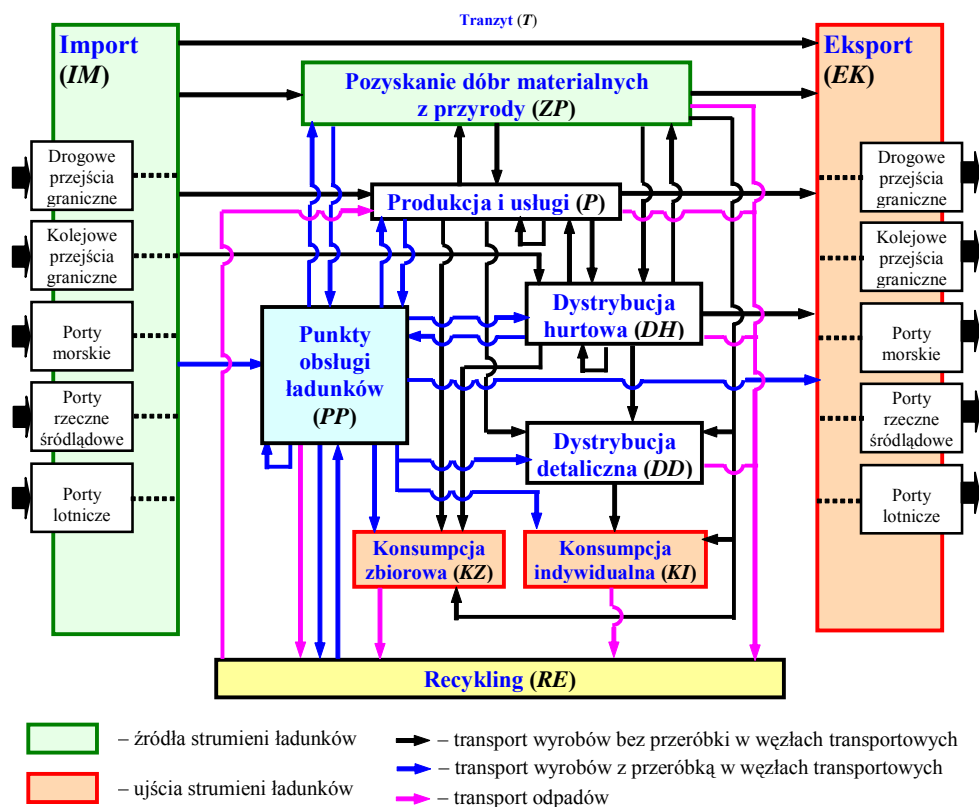 Tranzyt (T)
Import
(IM)
Eksport
(EK)
Pozyskanie dóbr materialnych
z przyrody (ZP)
Drogowe
przejścia
graniczne
Drogowe
przejścia
graniczne
Produkcja i usługi (P)
Kolejowe
przejścia
graniczne
Kolejowe
przejścia
graniczne
Punkty
obsługi
ładunków
(PP)
Dystrybucja
hurtowa (DH)
Porty
morskie
Porty
morskie
Porty
rzeczne
śródlądowe
Porty
rzeczne
śródlądowe
Dystrybucja
detaliczna (DD)
Porty
lotnicze
Porty
lotnicze
Konsumpcja
zbiorowa (KZ)
Konsumpcja
indywidualna (KI)
Recykling (RE)
– źródła strumieni ładunków
– ujścia strumieni ładunków
– transport wyrobów bez przeróbki w węzłach transportowych
– transport wyrobów z przeróbką w węzłach transportowych
– transport odpadów